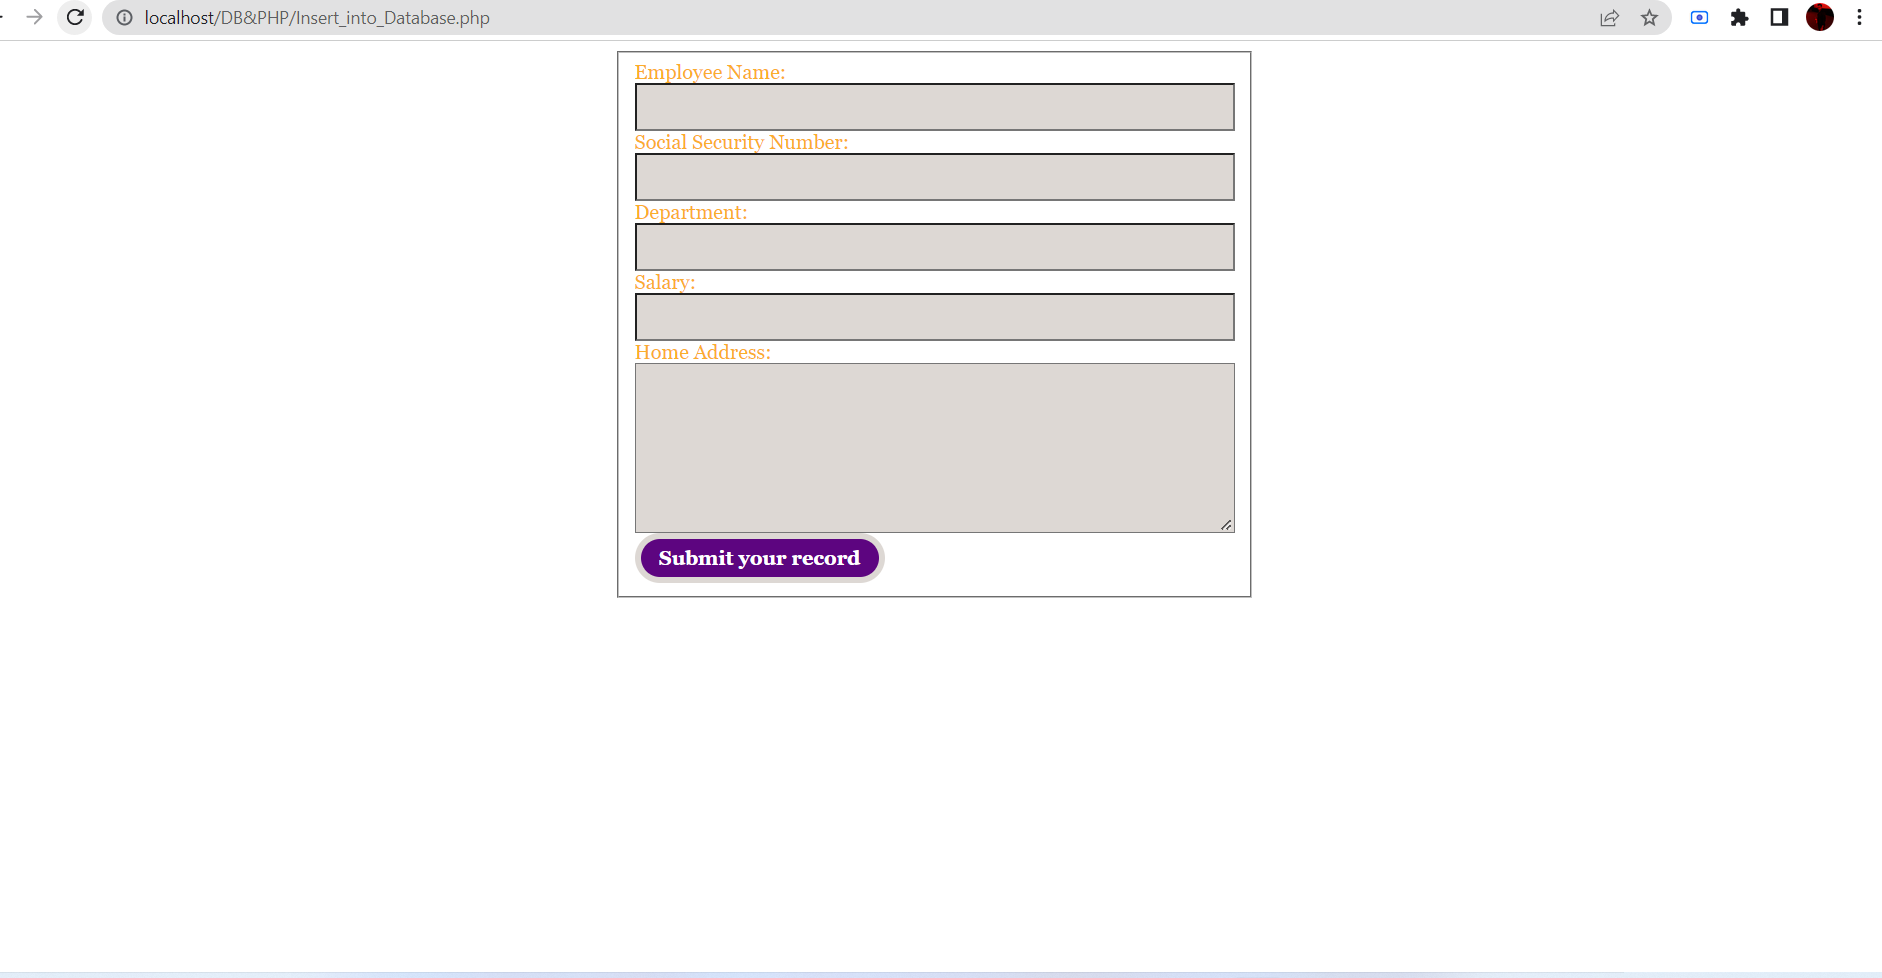 localhost/DB&PHP/Insert_into_Database.php
Employee Name:
Social Security Number:
Department:
Salary:
Home Address:
Submit your record